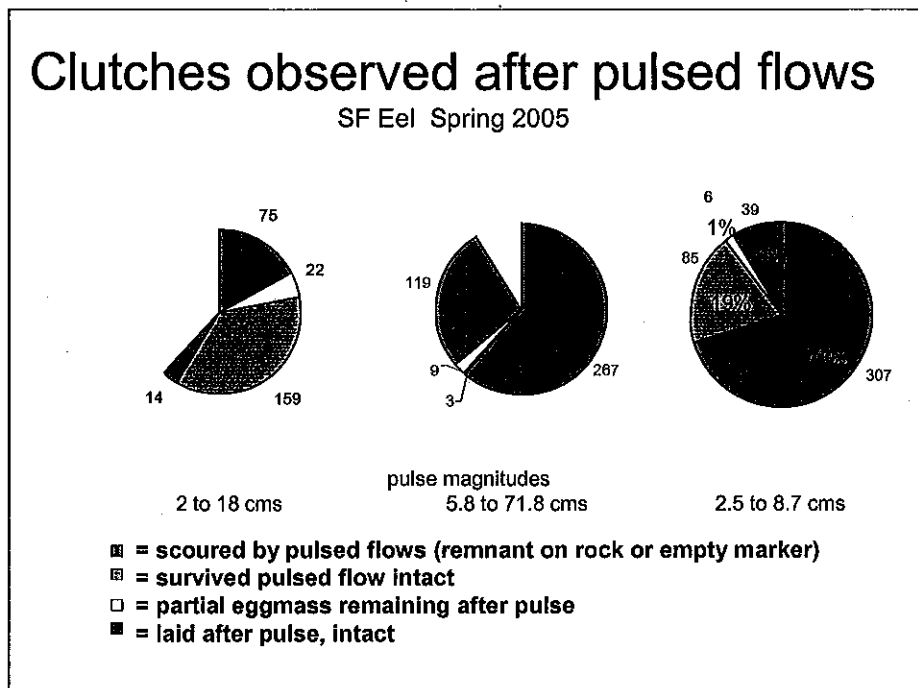 Clutches observed after pulsed flows
SF Eel Spring 2005
75
22
159
14
119
9
3
267
6
1%
39
85
19%
307
pulse magnitudes
2 to 18 cms
5.8 to 71.8 cms
2.5 to 8.7 cms
= scoured by pulsed flows (remnant on rock or empty marker)
= survived pulsed flow intact
= partial eggmass remaining after pulse
= laid after pulse, intact